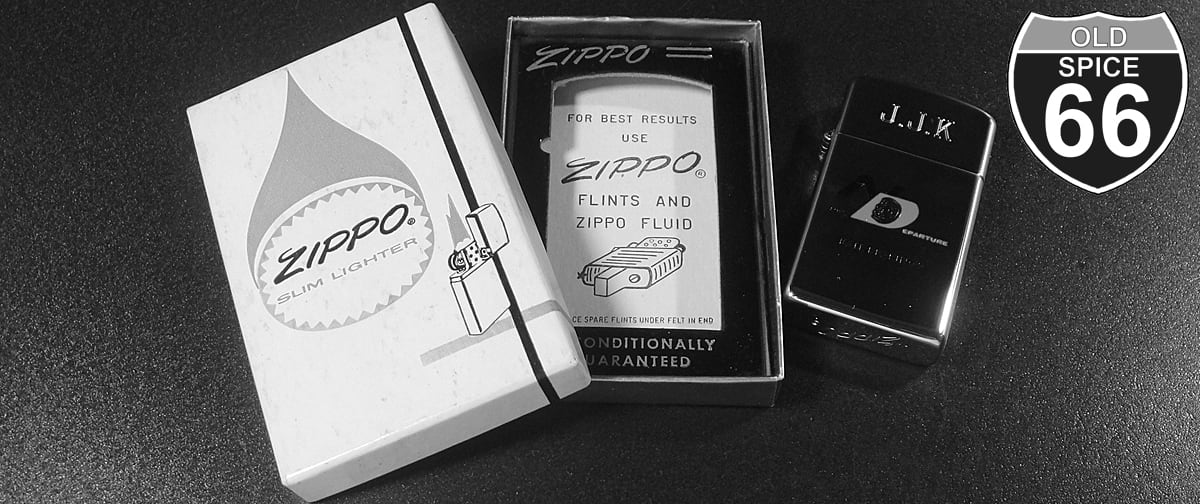 ZIPPO®
SLIM LIGHTER
ZIPPO
FOR BEST RESULTS
USE
ZIPPO®
FLINTS AND
ZIPPO FLUID
CE SPARE FLINTS UNDER FELT IN END
ONDITIONALLY
UARANTEED
J.J.K
D
EPARTURE
OLD
SPICE
66